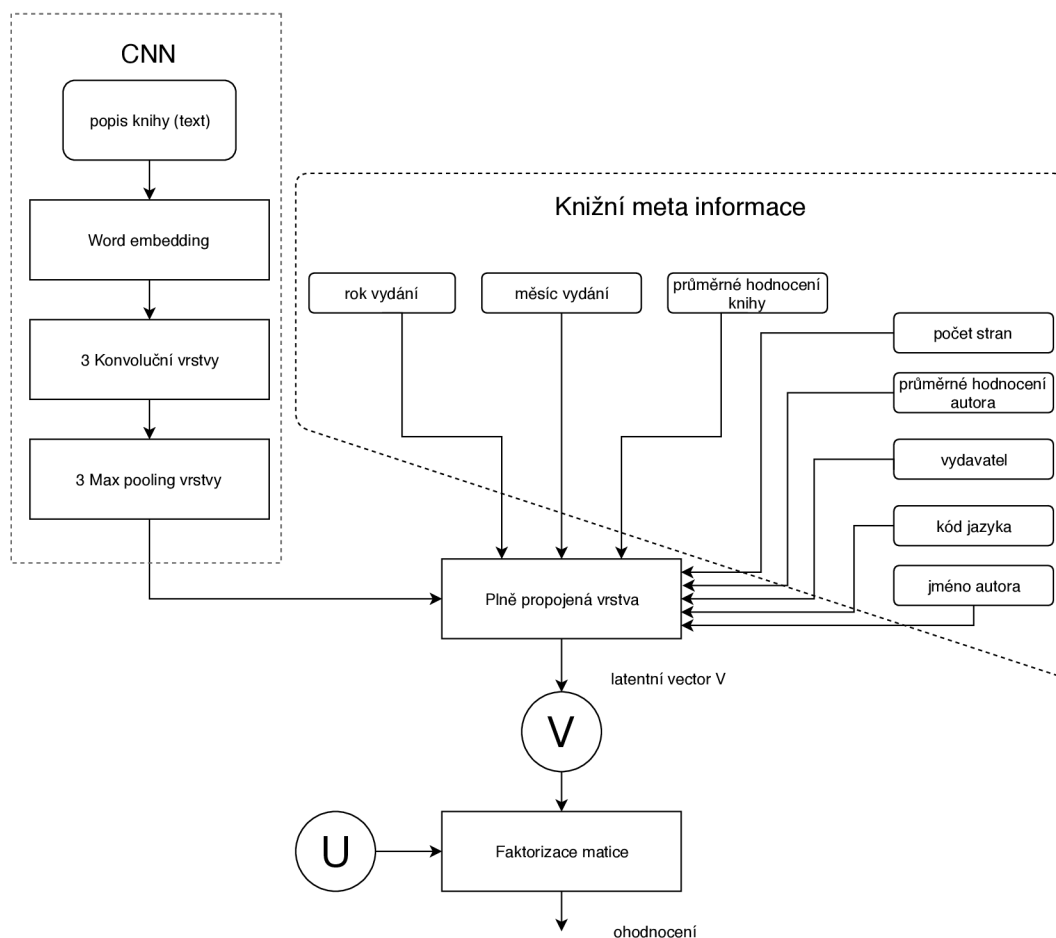 CNN
popis knihy (text)
Word embedding
3 Konvoluční vrstvy
3 Max pooling vrstvy
Knižní meta informace
rok vydání
měsíc vydání
průměrné hodnocení
knihy
počet stran
průměrné hodnocení
autora
vydavatel
kód jazyka
jméno autora
Plně propojená vrstva
latentní vector V
V
U
Faktorizace matice
ohodnocení